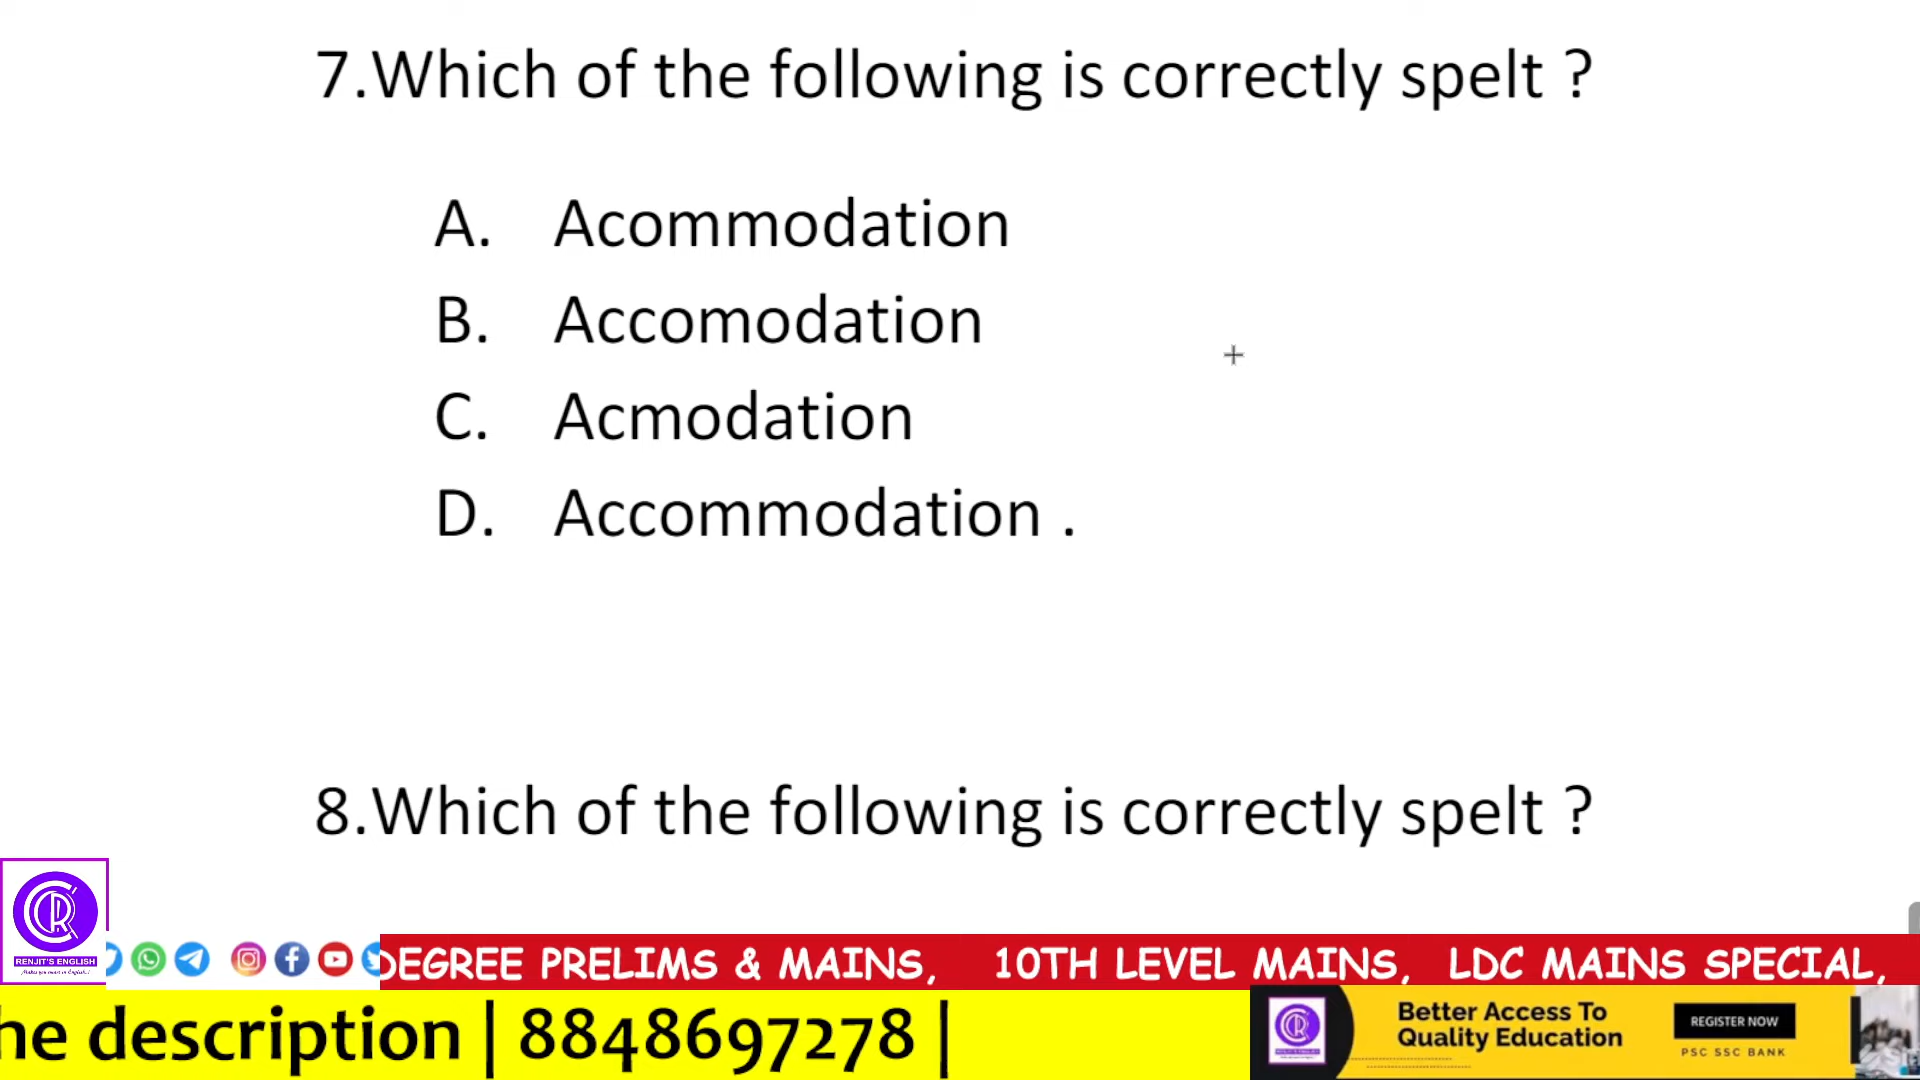 7.Which of the following is correctly spelt ?
A. Acommodation
B. Accomodation
C. Acmodation
D. Accommodation .
8.Which of the following is correctly spelt ?
RENJIT'S ENGLISH
DEGREE PRELIMS & MAINS, 10TH LEVEL MAINS, LDC MAINS SPECIAL,
he description | 8848697278 |
Better Access To
Quality Education
REGISTER NOW
PSC SSC BANK